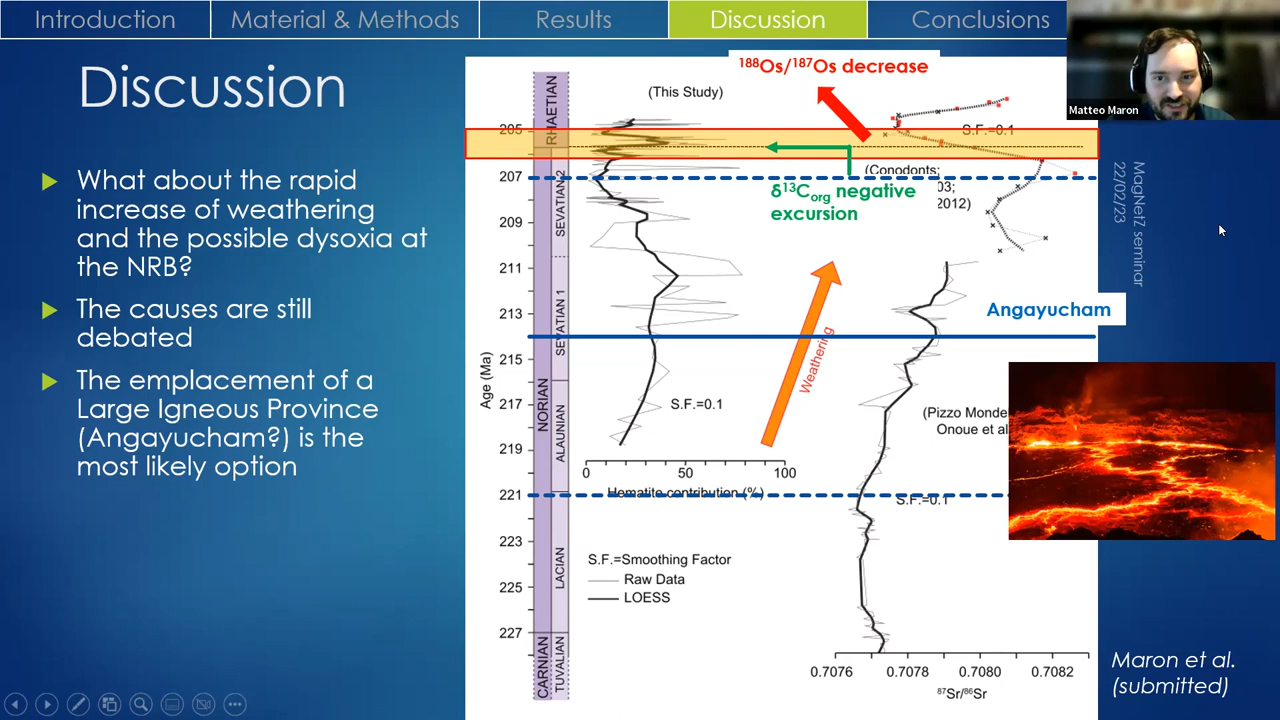 Introduction
Material & Methods
Results
Discussion
Conclusions
Matteo Maron
Discussion
What about the rapid
increase of weathering
and the possible dysoxia at
the NRB?
The causes are still
debated
The emplacement of a
Large Igneous Province
(Angayucham?) is the
most likely option
¹⁸⁸Os/¹⁸⁷Os decrease
(This Study)
S.F.=0.1
(Conodonts;
03;
2012)
δ¹³Corg negative
excursion
Angayucham
Weathering
S.F.=0.1
(Pizzo Monde
Onoue et al
S.F.=0.1
Age (Ma)
205
207
209
211
213
215
217
219
221
223
225
227
RHAETIAN
NORIAN
CARNIAN
SEVATIAN 2
SEVATIAN 1
ALAUNIAN
LACIAN
TUVALIAN
0
50
100
Hematite contribution (%)
S.F.=Smoothing Factor
Raw Data
LOESS
0.7076
0.7078
0.7080
0.7082
⁸⁷Sr/⁸⁶Sr
MagNetZ seminar
22/02/23
Maron et al.
(submitted)